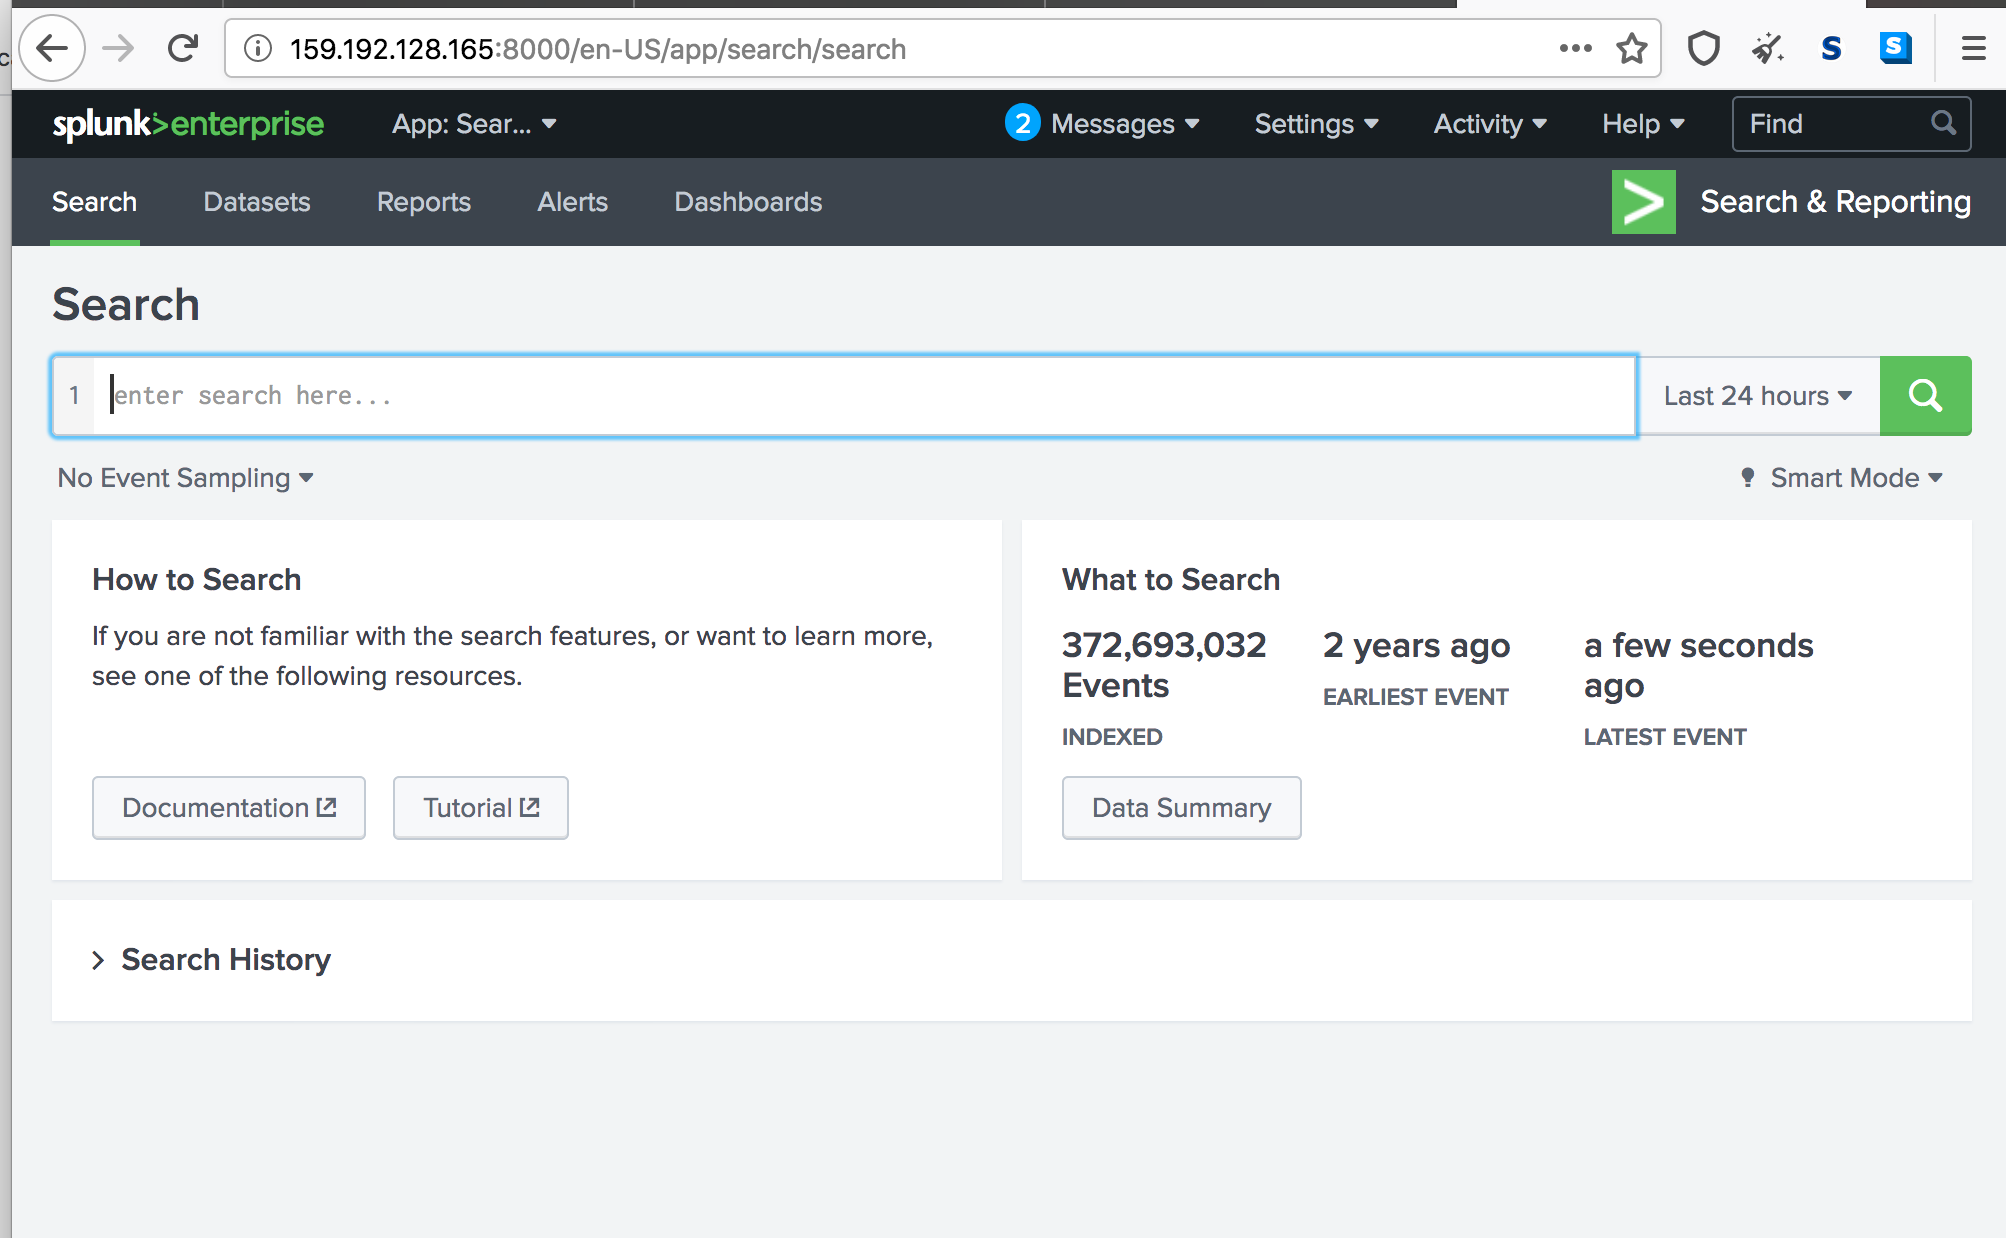 159.192.128.165:8000/en-US/app/search/search
S
S
splunk>enterprise
App: Sear...
2 Messages
Settings
Activity
Help
Find
Search
Datasets
Reports
Alerts
Dashboards
Search & Reporting
Search
1 enter search here...
Last 24 hours
No Event Sampling
Smart Mode
How to Search
If you are not familiar with the search features, or want to learn more,
see one of the following resources.
Documentation
Tutorial
What to Search
372,693,032
Events
INDEXED
2 years ago
EARLIEST EVENT
a few seconds
ago
LATEST EVENT
Data Summary
Search History